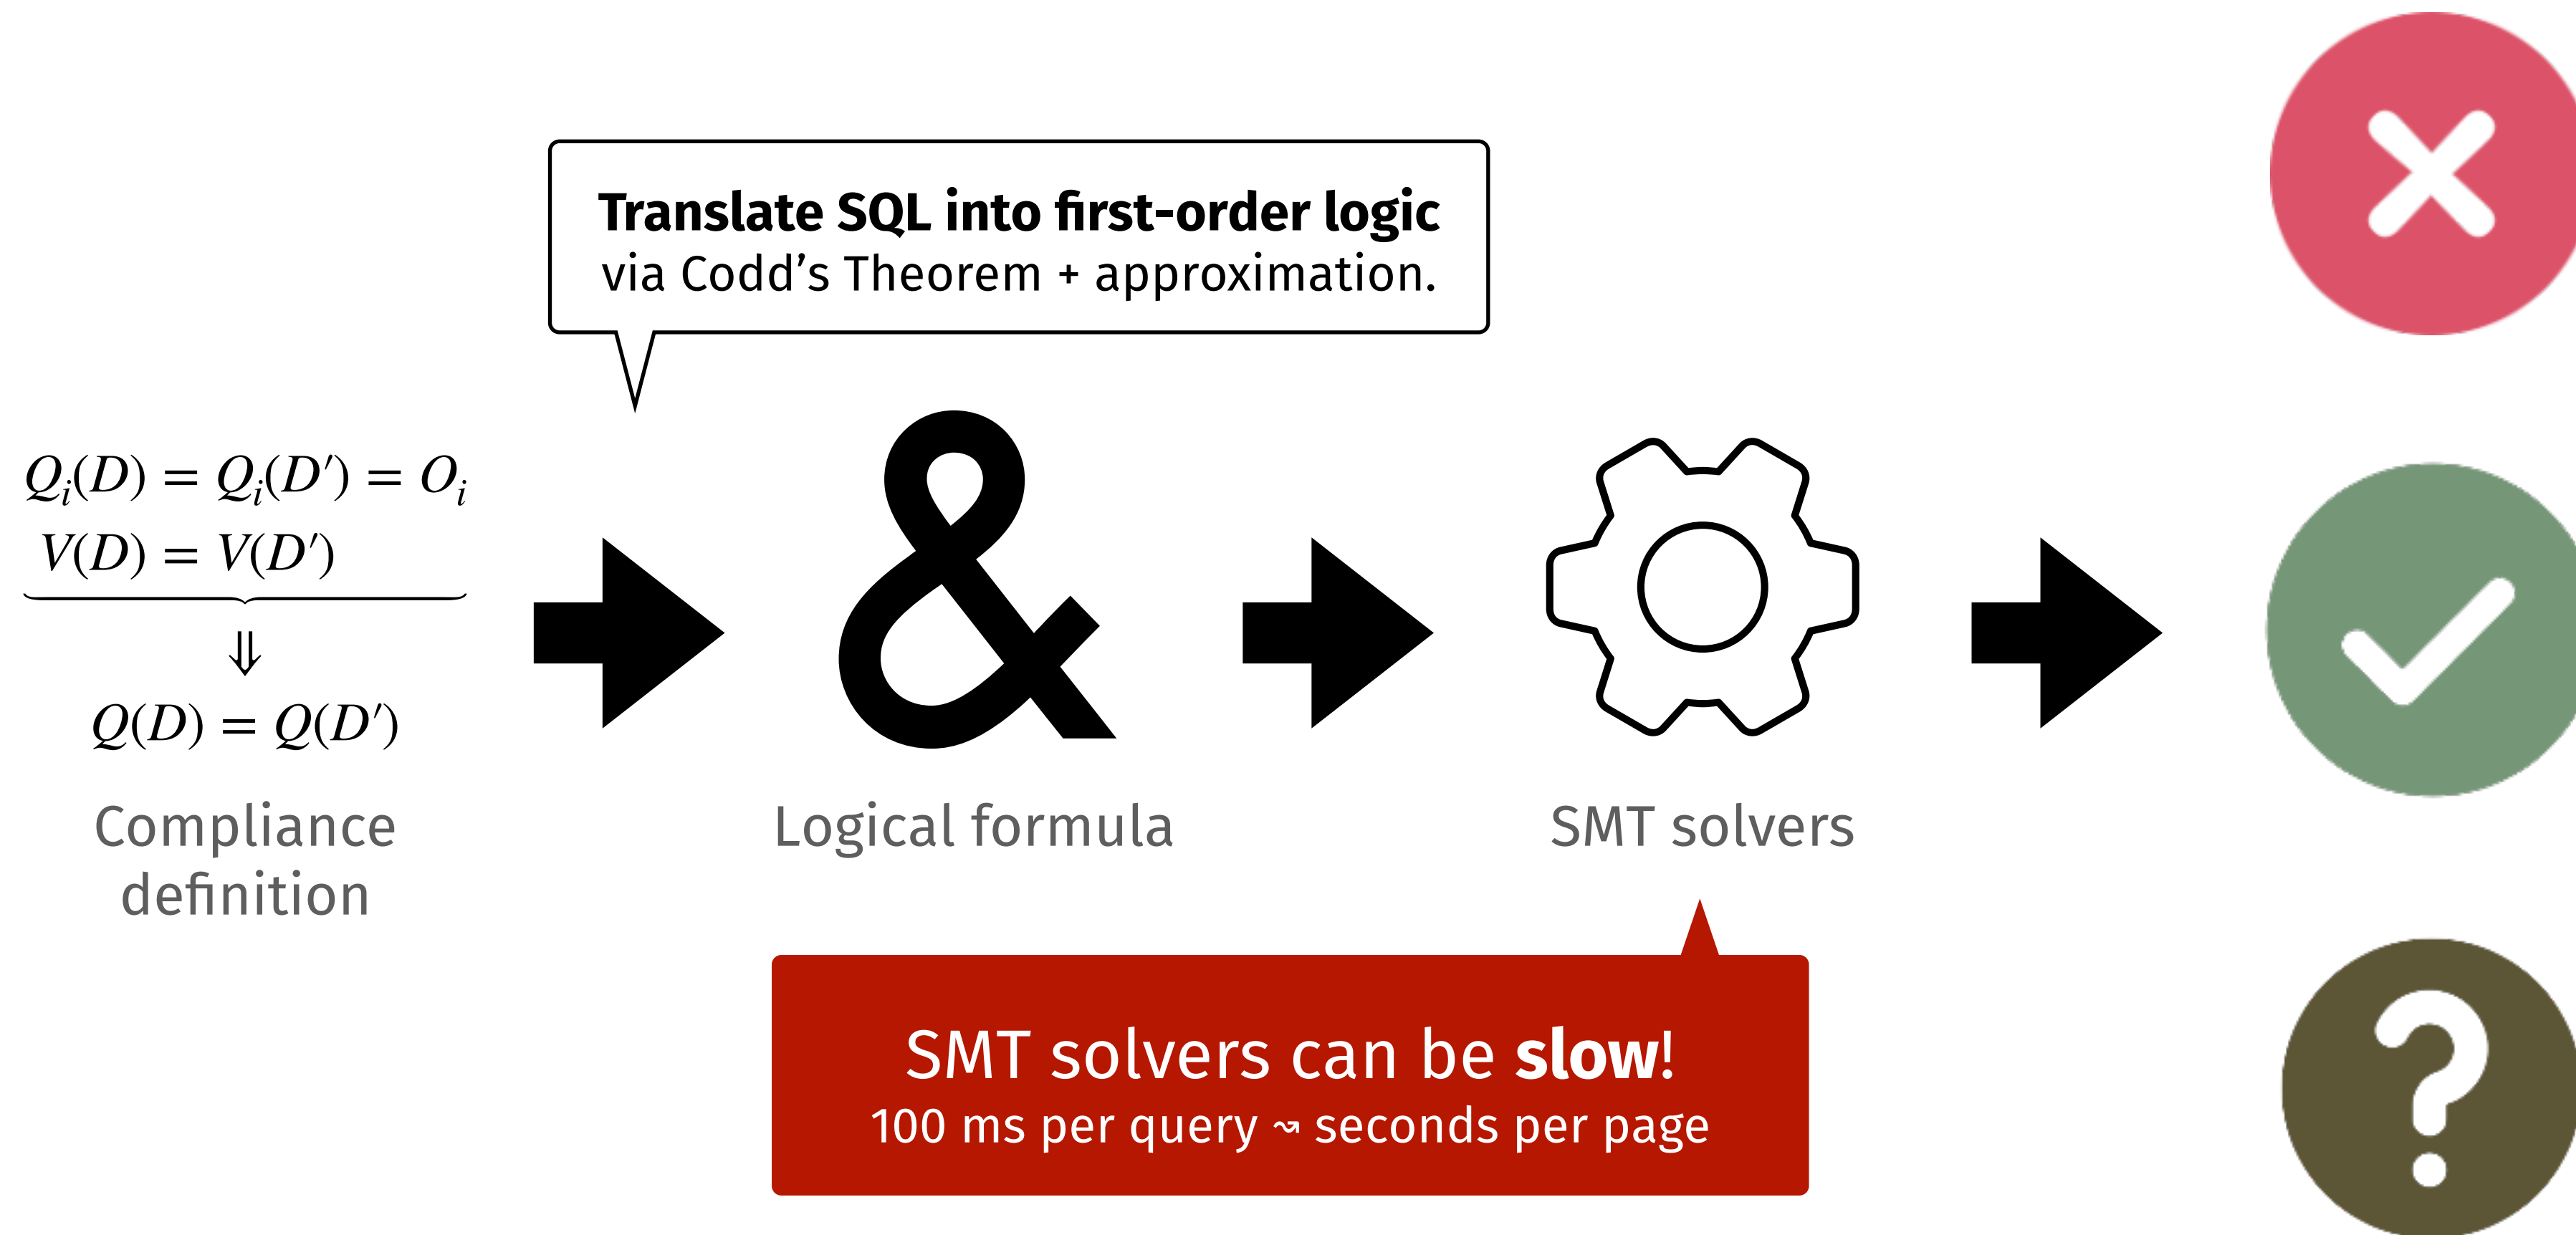 Translate SQL into first-order logic
via Codd’s Theorem + approximation.
Qᵢ(D) = Qᵢ(D′) = Oᵢ
V(D) = V(D′)
⇓
Q(D) = Q(D′)
Compliance
definition
&
Logical formula
SMT solvers
SMT solvers can be slow!
100 ms per query ↝ seconds per page
?